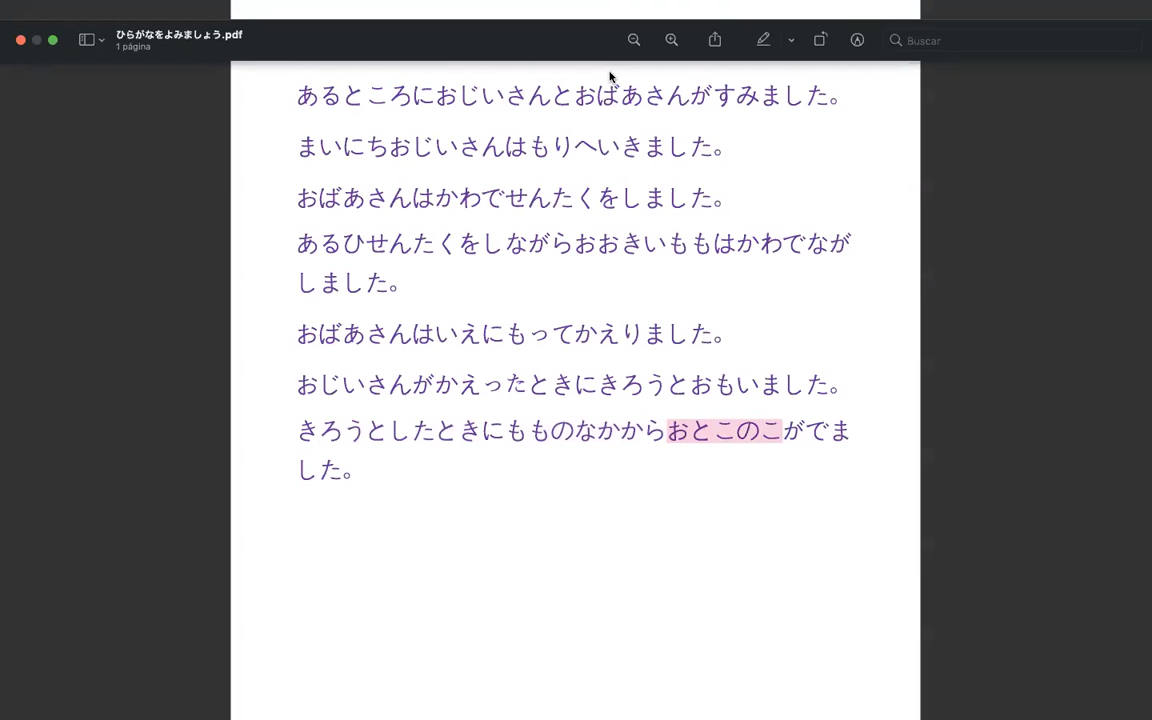 ひらがなをよみましょう.pdf
1 página
Buscar
あるところにおじいさんとおばあさんがすみました。
まいにちおじいさんはもりへいきました。
おばあさんはかわでせんたくをしました。
あるひせんたくをしながらおおきいももはかわでなが
しました。
おばあさんはいえにもってかえりました。
おじいさんがかえったときにきろうとおもいました。
きろうとしたときにもものなかからおとこのこがでま
した。